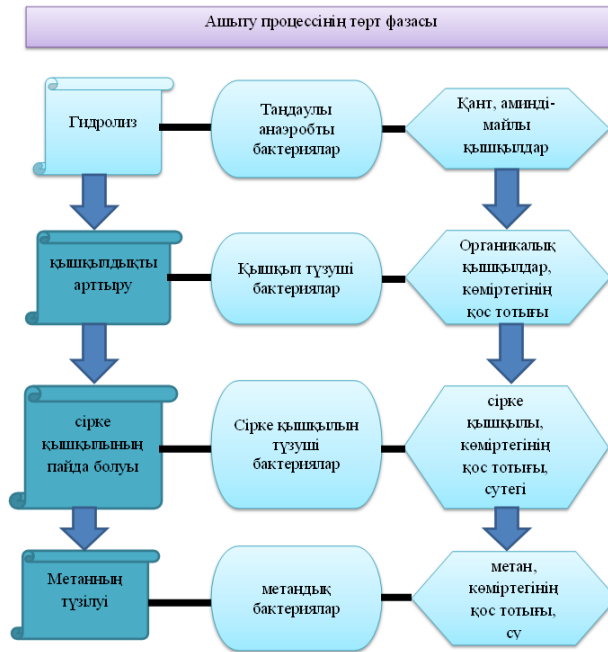 Ашыту процессінің төрт фазасы
Гидролиз
Таңдаулы
анаэробты
бактериялар
Қант, аминді-
майлы
қышқылдар
қышқылдықты
арттыру
Қышқыл түзуші
бактериялар
Органикалық
қышқылдар,
көміртегінің
қос тотығы
сірке
қышқылының
пайда болуы
Сірке қышқылын
түзуші
бактериялар
сірке
қышқылы,
көміртегінің
қос тотығы,
сутегі
Метанның
түзілуі
метандық
бактериялар
метан,
көміртегінің
қос тотығы,
су